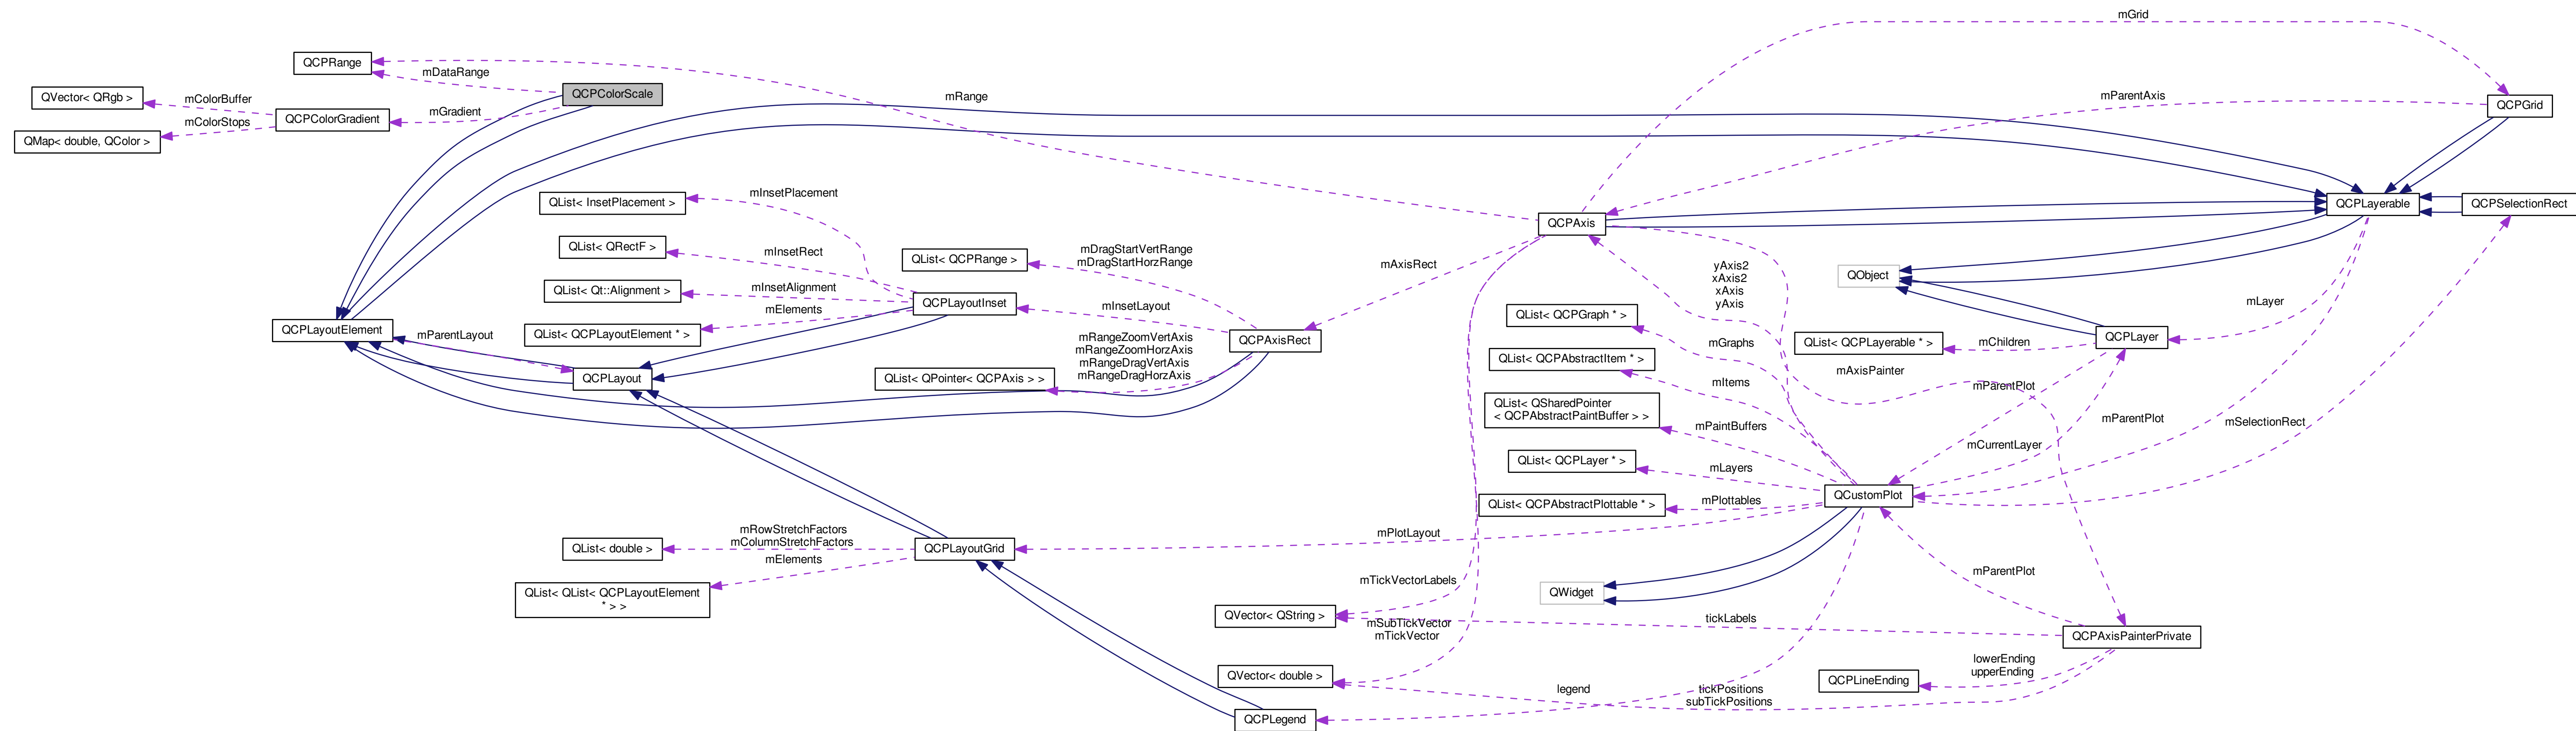 mGrid
QCPRange
mDataRange
QCPColorScale
QVector< QRgb >
mColorBuffer
mGradient
mRange
mParentAxis
QCPGrid
QCPColorGradient
mColorStops
QMap< double, QColor >
QList< InsetPlacement >
mInsetPlacement
QCPLayerable
QCPSelectionRect
QCPAxis
QList< QRectF >
mInsetRect
QList< QCPRange >
mDragStartVertRange
mDragStartHorzRange
mAxisRect
yAxis2
xAxis2
xAxis
yAxis
QObject
QList< Qt::Alignment >
mInsetAlignment
QCPLayoutInset
mInsetLayout
mLayer
mElements
QList< QCPGraph * >
QCPLayoutElement
mParentLayout
QList< QCPLayoutElement * >
mRangeZoomVertAxis
mRangeZoomHorzAxis
mRangeDragVertAxis
mRangeDragHorzAxis
QCPAxisRect
mGraphs
QList< QCPLayerable * >
mChildren
QCPLayer
QList< QCPAbstractItem * >
mItems
mAxisPainter
mParentPlot
QCPLayout
QList< QPointer< QCPAxis > >
QList< QSharedPointer
< QCPAbstractPaintBuffer > >
mPaintBuffers
mParentPlot
mSelectionRect
mCurrentLayer
QList< QCPLayer * >
mLayers
QCustomPlot
QList< QCPAbstractPlottable * >
mPlottables
mRowStretchFactors
mColumnStretchFactors
mPlotLayout
QList< double >
QCPLayoutGrid
mElements
mParentPlot
mTickVectorLabels
QWidget
QList< QList< QCPLayoutElement
* > >
QVector< QString >
mSubTickVector
mTickVector
tickLabels
QCPAxisPainterPrivate
lowerEnding
upperEnding
QVector< double >
QCPLineEnding
legend
tickPositions
subTickPositions
QCPLegend